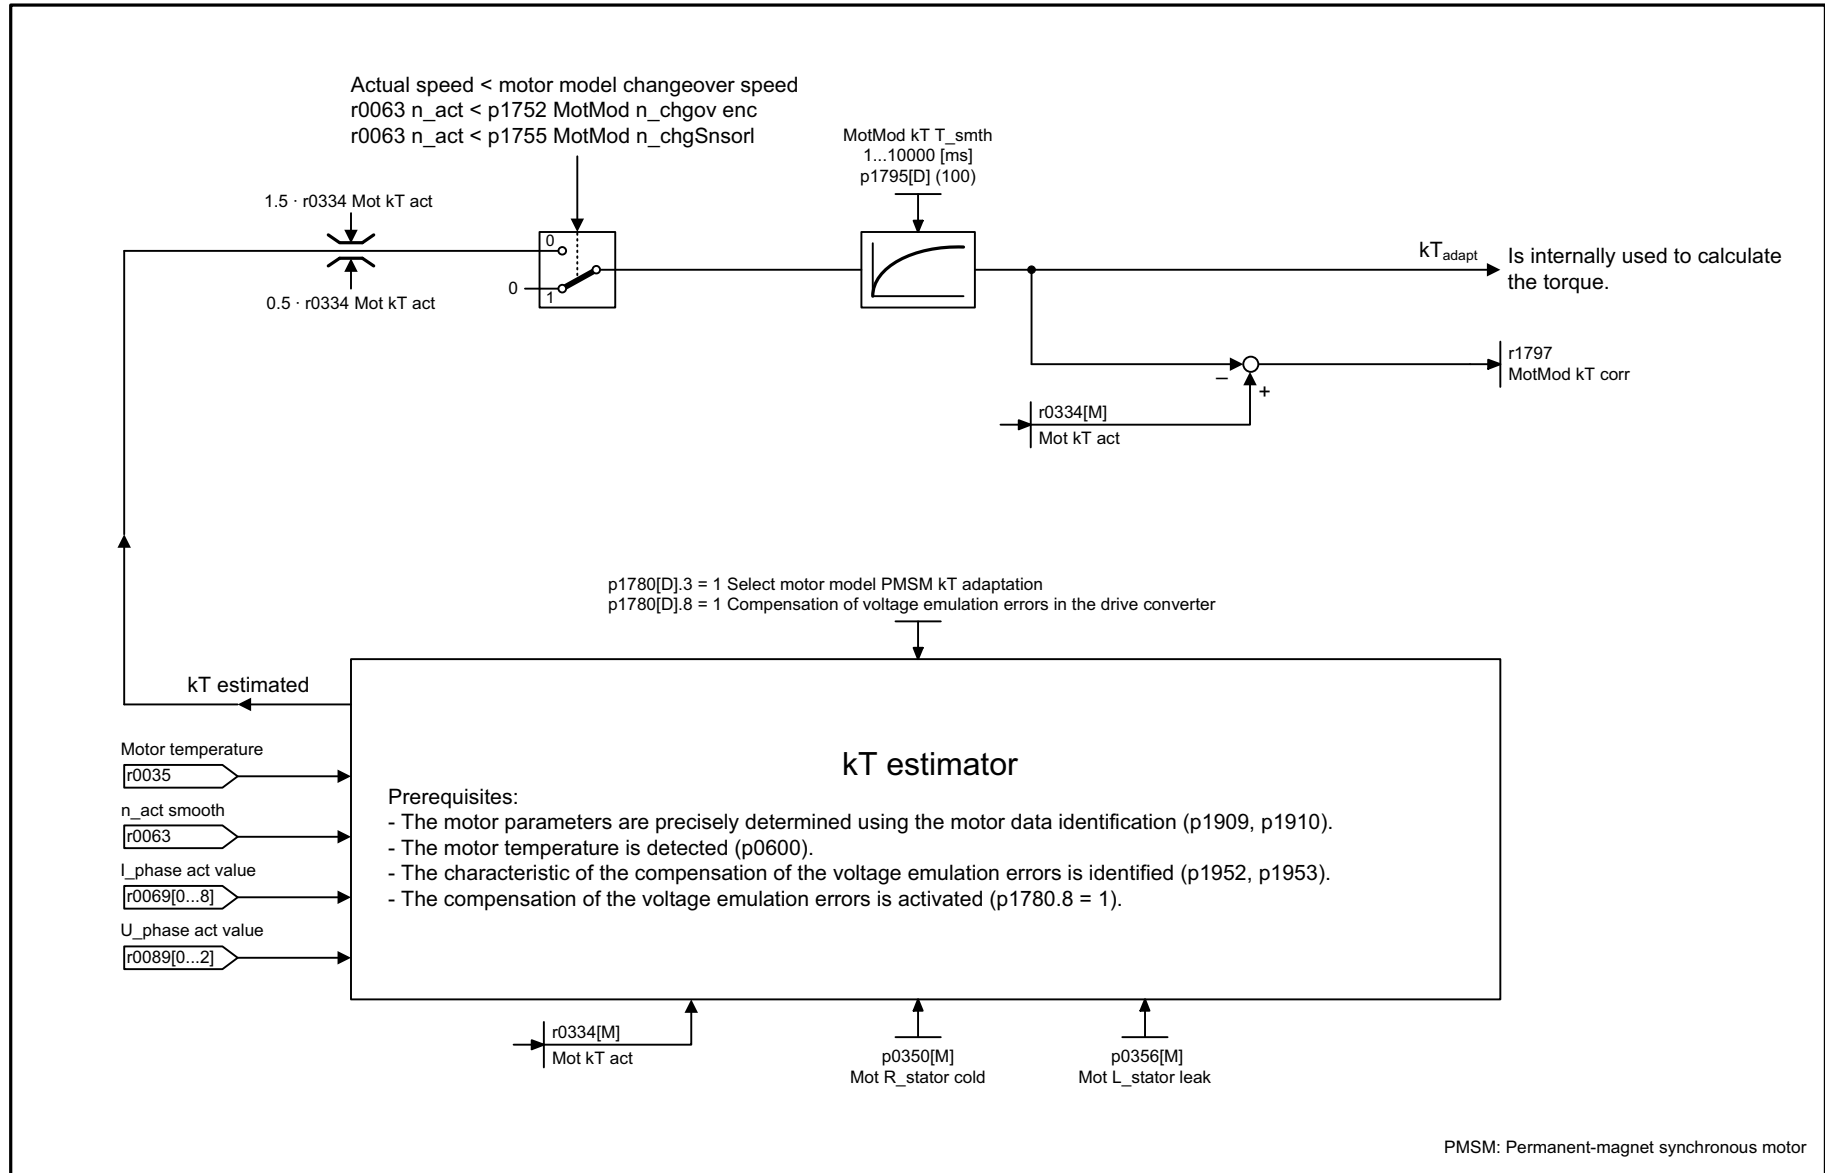 Actual speed < motor model changeover speed
r0063 n_act < p1752 MotMod n_chgov enc
r0063 n_act < p1755 MotMod n_chgSnsorl
MotMod kT T_smth
1...10000 [ms]
p1795[D] (100)
1.5 · r0334 Mot kT act
0.5 · r0334 Mot kT act
0
0
1
kTadapt
Is internally used to calculate
the torque.
–
+
r1797
MotMod kT corr
r0334[M]
Mot kT act
p1780[D].3 = 1 Select motor model PMSM kT adaptation
p1780[D].8 = 1 Compensation of voltage emulation errors in the drive converter
kT estimated
Motor temperature
r0035
n_act smooth
r0063
I_phase act value
r0069[0...8]
U_phase act value
r0089[0...2]
kT estimator
Prerequisites:
- The motor parameters are precisely determined using the motor data identification (p1909, p1910).
- The motor temperature is detected (p0600).
- The characteristic of the compensation of the voltage emulation errors is identified (p1952, p1953).
- The compensation of the voltage emulation errors is activated (p1780.8 = 1).
r0334[M]
Mot kT act
p0350[M]
Mot R_stator cold
p0356[M]
Mot L_stator leak
PMSM: Permanent-magnet synchronous motor